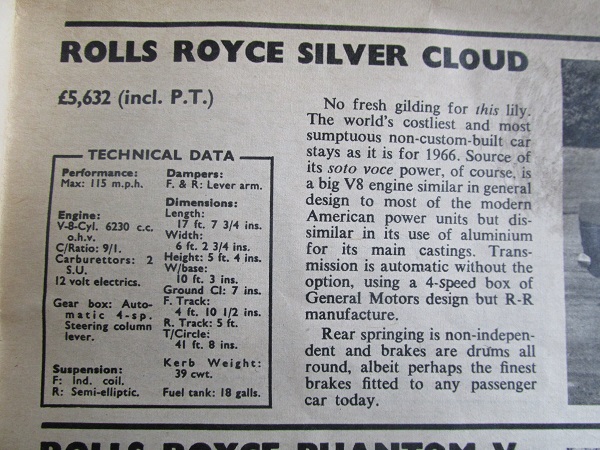 ROLLS ROYCE SILVER CLOUD
£5,632 (incl. P.T.)
TECHNICAL DATA
Performance:
Max: 115 m.p.h.
Engine:
V-8-Cyl. 6230 c.c.
o.h.v.
C/Ratio: 9/1.
Carburettors: 2
S.U.
12 volt electrics.
Gear box: Auto-
matic 4-sp.
Steering column
lever.
Suspension:
F: Ind. coil.
R: Semi-elliptic.
Dampers:
F. & R: Lever arm.
Dimensions:
Length:
17 ft. 7 3/4 ins.
Width:
6 ft. 2 3/4 ins.
Height: 5 ft. 4 ins.
W/base:
10 ft. 3 ins.
Ground Cl: 7 ins.
F. Track:
4 ft. 10 1/2 ins.
R. Track: 5 ft.
T/Circle:
41 ft. 8 ins.
Kerb Weight:
39 cwt.
Fuel tank: 18 galls.
No fresh gilding for this lily.
The world's costliest and most
sumptuous non-custom-built car
stays as it is for 1966. Source of
its soto voce power, of course, is
a big V8 engine similar in general
design to most of the modern
American power units but dis-
similar in its use of aluminium
for its main castings. Trans-
mission is automatic without the
option, using a 4-speed box of
General Motors design but R-R
manufacture.
Rear springing is non-indepen-
dent and brakes are drums all
round, albeit perhaps the finest
brakes fitted to any passenger
car today.
ROLLS ROYCE PHANTOM V